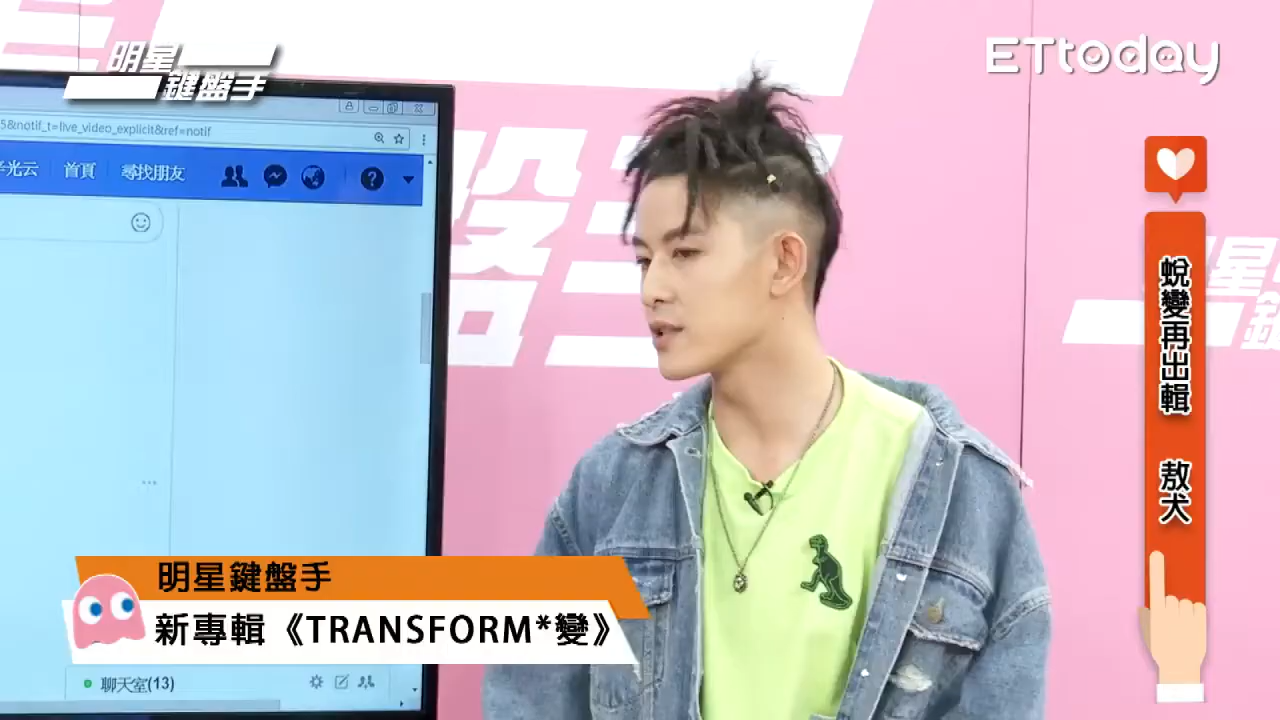 明星
鍵盤手
ETtoday
5&notif_t=live_video_explicit&ref=notif
光云 首頁 尋找朋友
蛻變再出輯 敖犬
明星鍵盤手
新專輯《TRANSFORM*變》
聊天室(13)